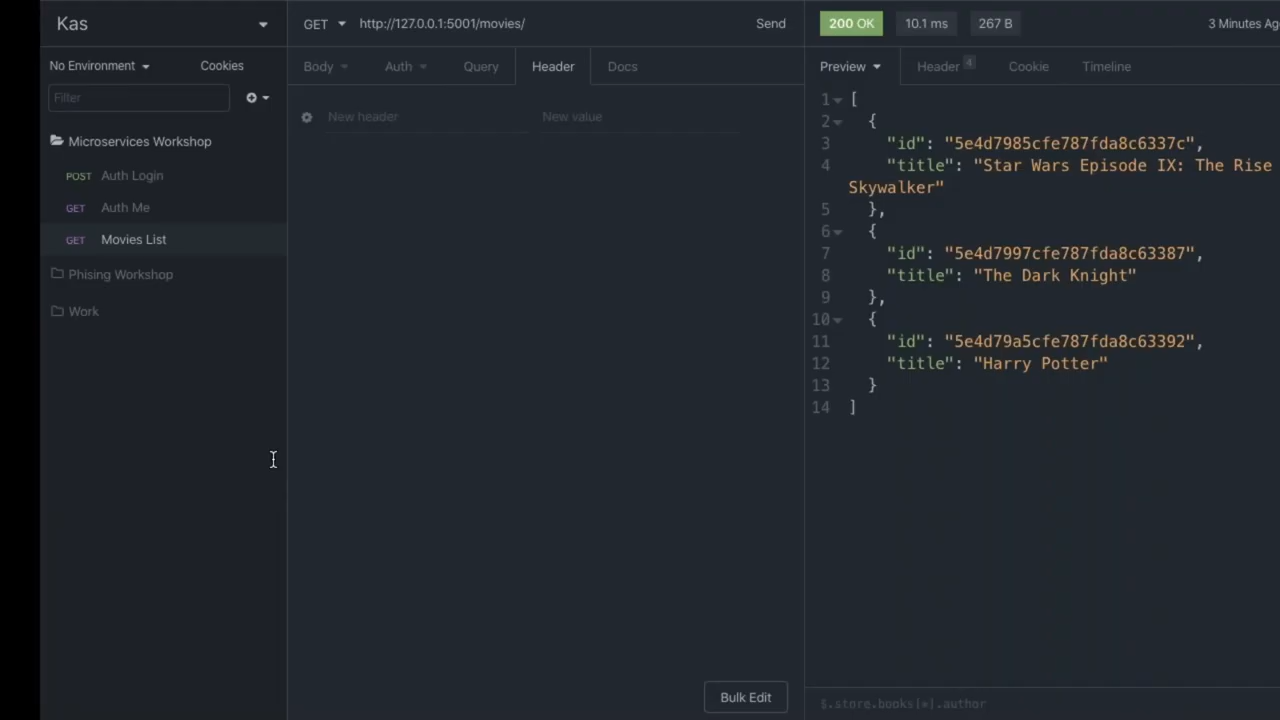 Kas
GET http://127.0.0.1:5001/movies/ Send
200 OK 10.1 ms 267 B 3 Minutes Ag
No Environment Cookies
Body Auth Query Header Docs
Preview Header 4 Cookie Timeline
Filter
New header New value
Microservices Workshop
POST Auth Login
GET Auth Me
GET Movies List
Phising Workshop
Work
1 [
2 {
3 "id": "5e4d7985cfe787fda8c6337c",
4 "title": "Star Wars Episode IX: The Rise
Skywalker"
5 },
6 {
7 "id": "5e4d7997cfe787fda8c63387",
8 "title": "The Dark Knight"
9 },
10 {
11 "id": "5e4d79a5cfe787fda8c63392",
12 "title": "Harry Potter"
13 }
14 ]
Bulk Edit
$.store.books[*].author